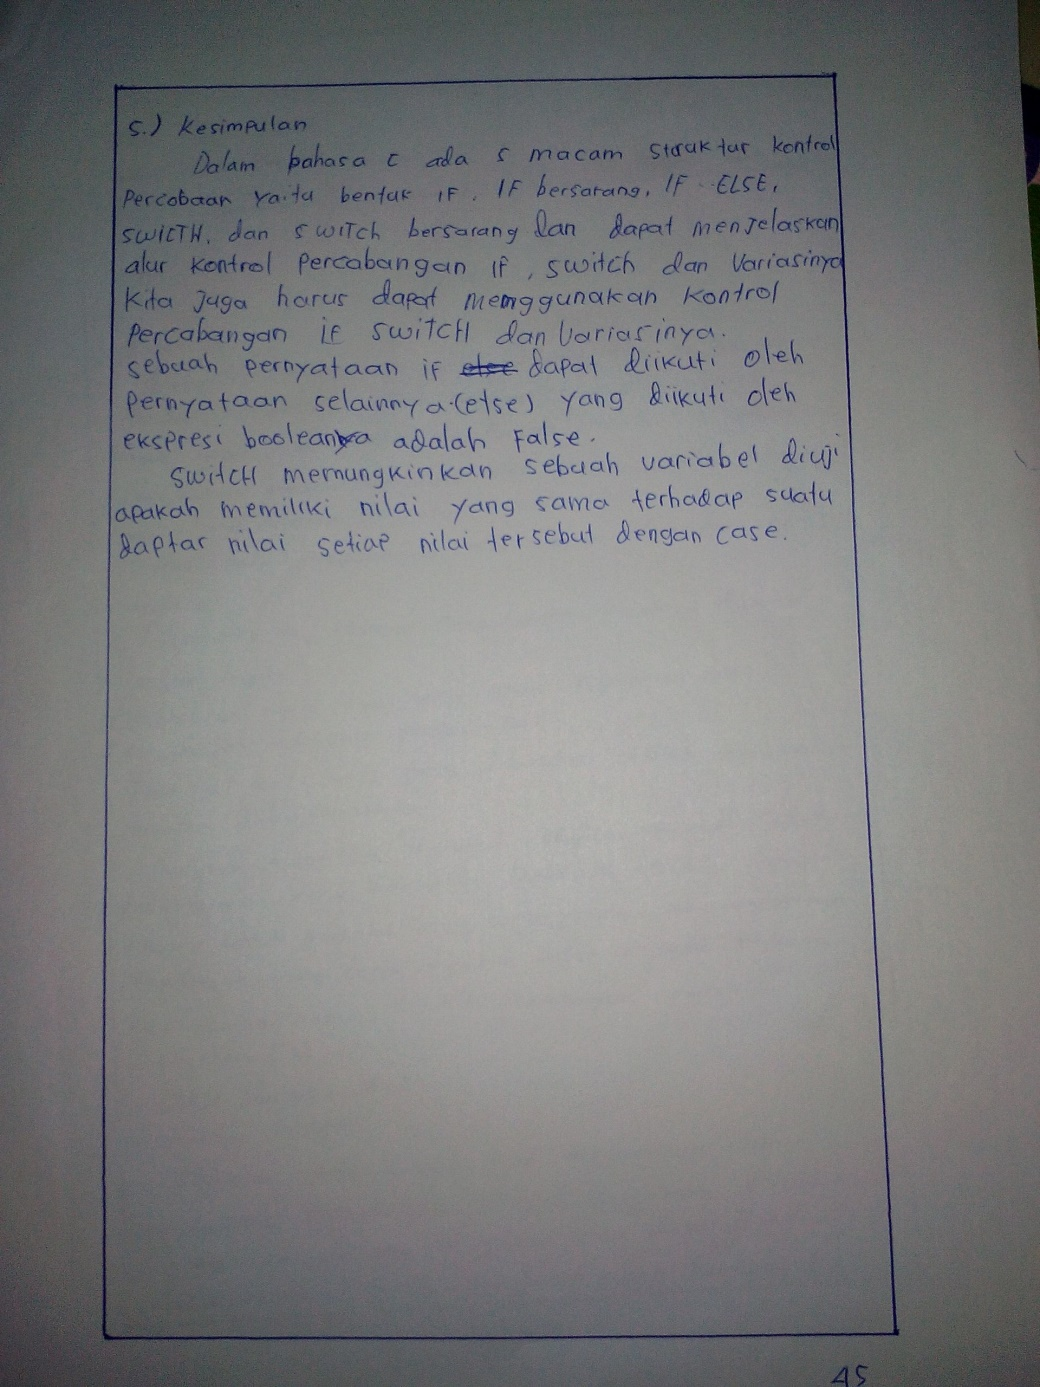 5.) Kesimpulan
Dalam bahasa C ada 5 macam struktur kontrol
Percobaan yaitu bentuk IF, IF bersarang, IF ELSE,
SWICTH, dan SWITCH bersarang dan dapat menjelaskan
alur kontrol Percabangan If, switch dan Variasinya
Kita Juga harus dapat menggunakan kontrol
Percabangan if switcH dan Variasinya.
sebuah pernyataan if else dapat diikuti oleh
Pernyataan selainnya (else) yang diikuti oleh
ekspresi booleannya adalah False.
SwitcH memungkinkan sebuah variabel diuji
apakah memiliki nilai yang sama terhadap suatu
daftar nilai setiap nilai tersebut dengan case.
45